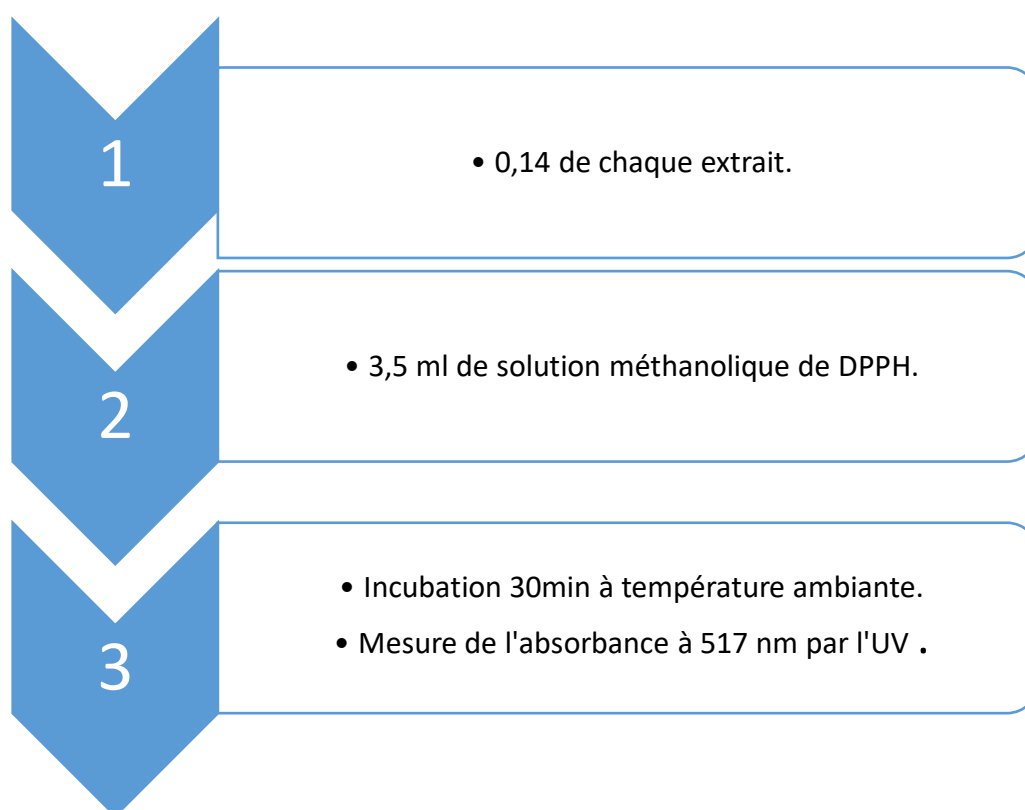 1
• 0,14 de chaque extrait.
2
• 3,5 ml de solution méthanolique de DPPH.
3
• Incubation 30min à température ambiante.
• Mesure de l'absorbance à 517 nm par l'UV .